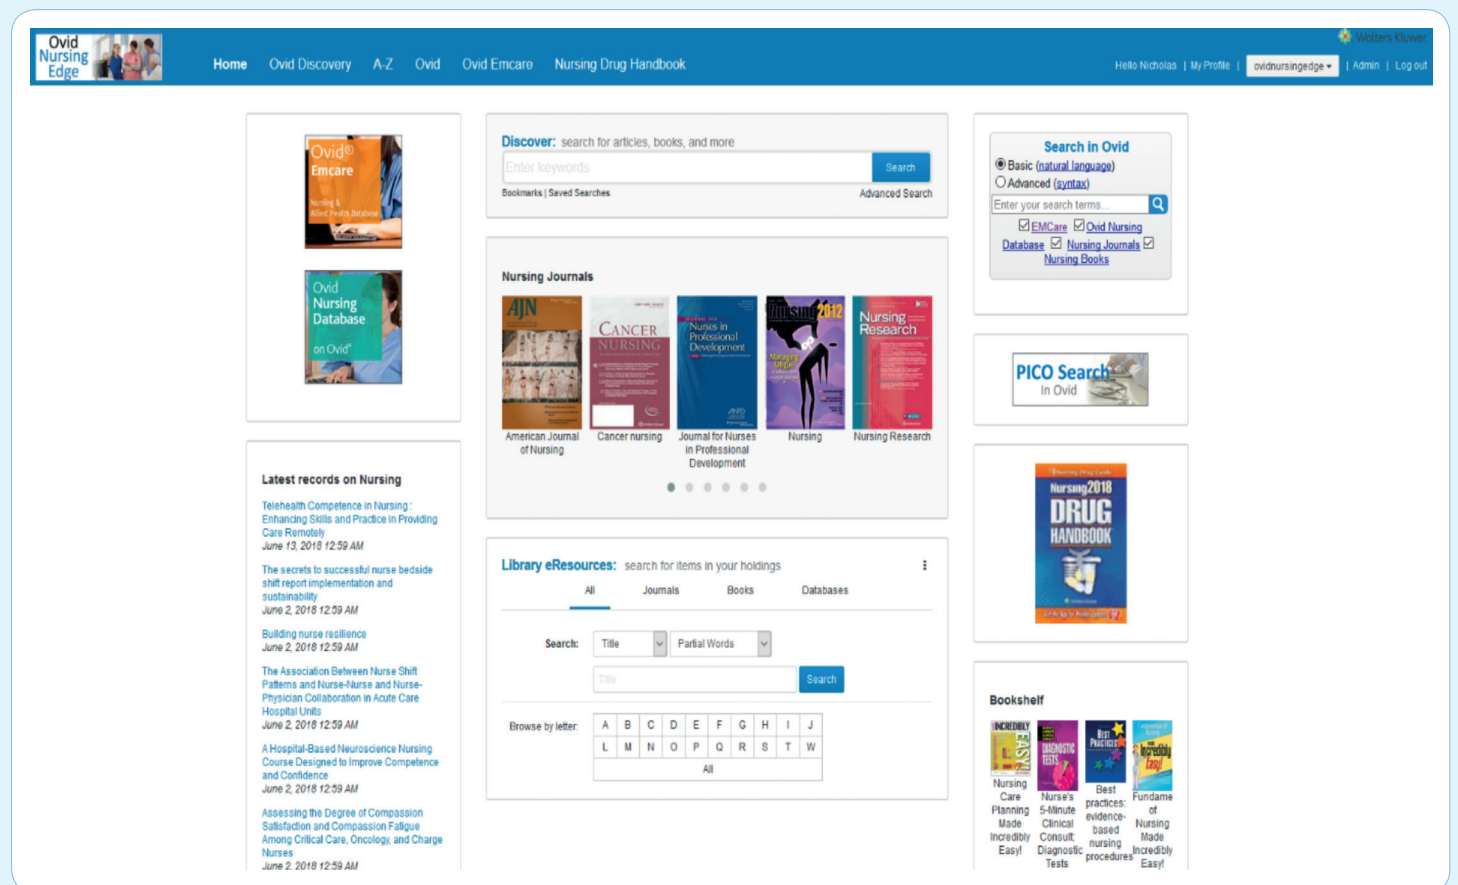 Ovid
Nursing
Edge
Home Ovid Discovery A-Z Ovid Ovid Emcare Nursing Drug Handbook
Wolters Kluwer
Hello Nicholas | My Profile | ovidnursingedge | Admin | Log out
Ovid®
Emcare
Nursing &
Allied Health Database
Ovid
Nursing
Database
on Ovid®
Latest records on Nursing
Telehealth Competence in Nursing :
Enhancing Skills and Practice in Providing
Care Remotely
June 13, 2018 12:59 AM
The secrets to successful nurse bedside
shift report implementation and
sustainability
June 2, 2018 12:59 AM
Building nurse resilience
June 2, 2018 12:59 AM
The Association Between Nurse Shift
Patterns and Nurse-Nurse and Nurse-
Physician Collaboration in Acute Care
Hospital Units
June 2, 2018 12:59 AM
A Hospital-Based Neuroscience Nursing
Course Designed to Improve Competence
and Confidence
June 2, 2018 12:59 AM
Assessing the Degree of Compassion
Satisfaction and Compassion Fatigue
Among Critical Care, Oncology, and Charge
Nurses
June 2, 2018 12:59 AM
Discover: search for articles, books, and more
Enter keywords
Search
Bookmarks | Saved Searches
Advanced Search
Nursing Journals
AJN
CANCER
NURSING
JOURNAL FOR
Nurses in
Professional
Development
ANPD
Nursing 2012
Managing
Nursing
Research
American Journal
of Nursing
Cancer nursing
Journal for Nurses
in Professional
Development
Nursing
Nursing Research
Library eResources: search for items in your holdings
All Journals Books Databases
Search: Title Partial Words
Title
Search
Browse by letter: A B C D E F G H I J
L M N O P Q R S T W
All
Search in Ovid
Basic (natural language)
Advanced (syntax)
Enter your search terms...
EMCare Ovid Nursing
Database Nursing Journals
Nursing Books
PICO Search
In Ovid
Nursing2018
DRUG
HANDBOOK
Bookshelf
INCREDIBLY
EASY!
DIAGNOSTIC
TESTS
BEST
PRACTICES
Incredibly
Easy!
Nursing
Care
Planning
Made
Incredibly
Easy!
Nurse's
5-Minute
Clinical
Consult:
Diagnostic
Tests
Best
practices:
evidence-
based
nursing
procedures
Fundame
of
Nursing
Made
Incredibly
Easy!